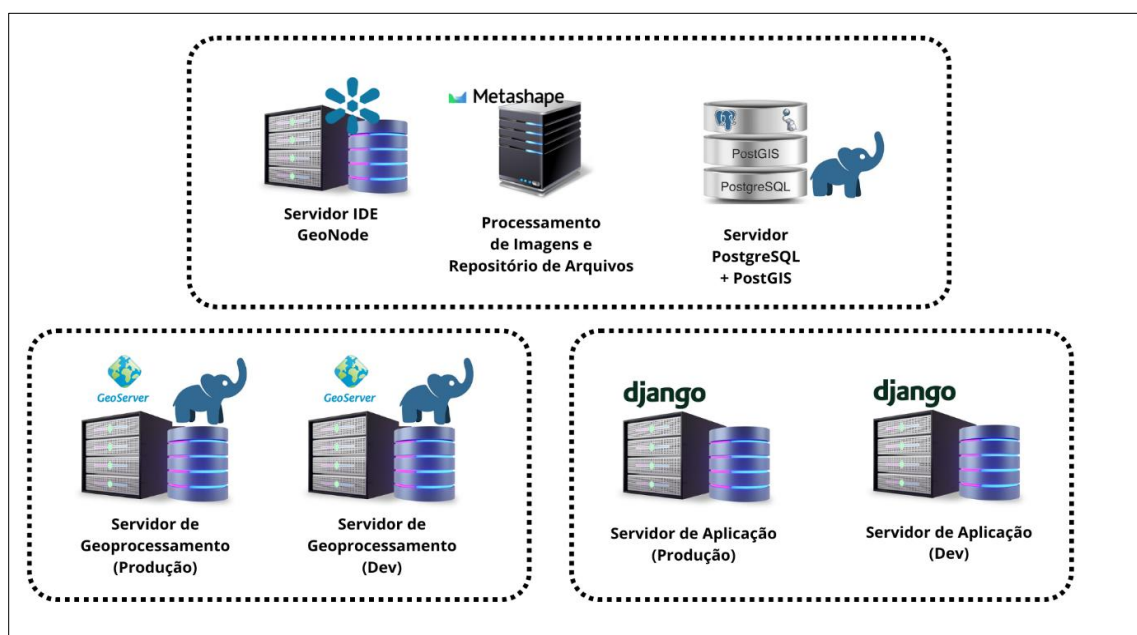 Servidor IDE
GeoNode
Metashape
Processamento
de Imagens e
Repositório de Arquivos
PostGIS
PostgreSQL
Servidor
PostgreSQL
+ PostGIS
GeoServer
Servidor de
Geoprocessamento
(Produção)
GeoServer
Servidor de
Geoprocessamento
(Dev)
django
Servidor de Aplicação
(Produção)
django
Servidor de Aplicação
(Dev)